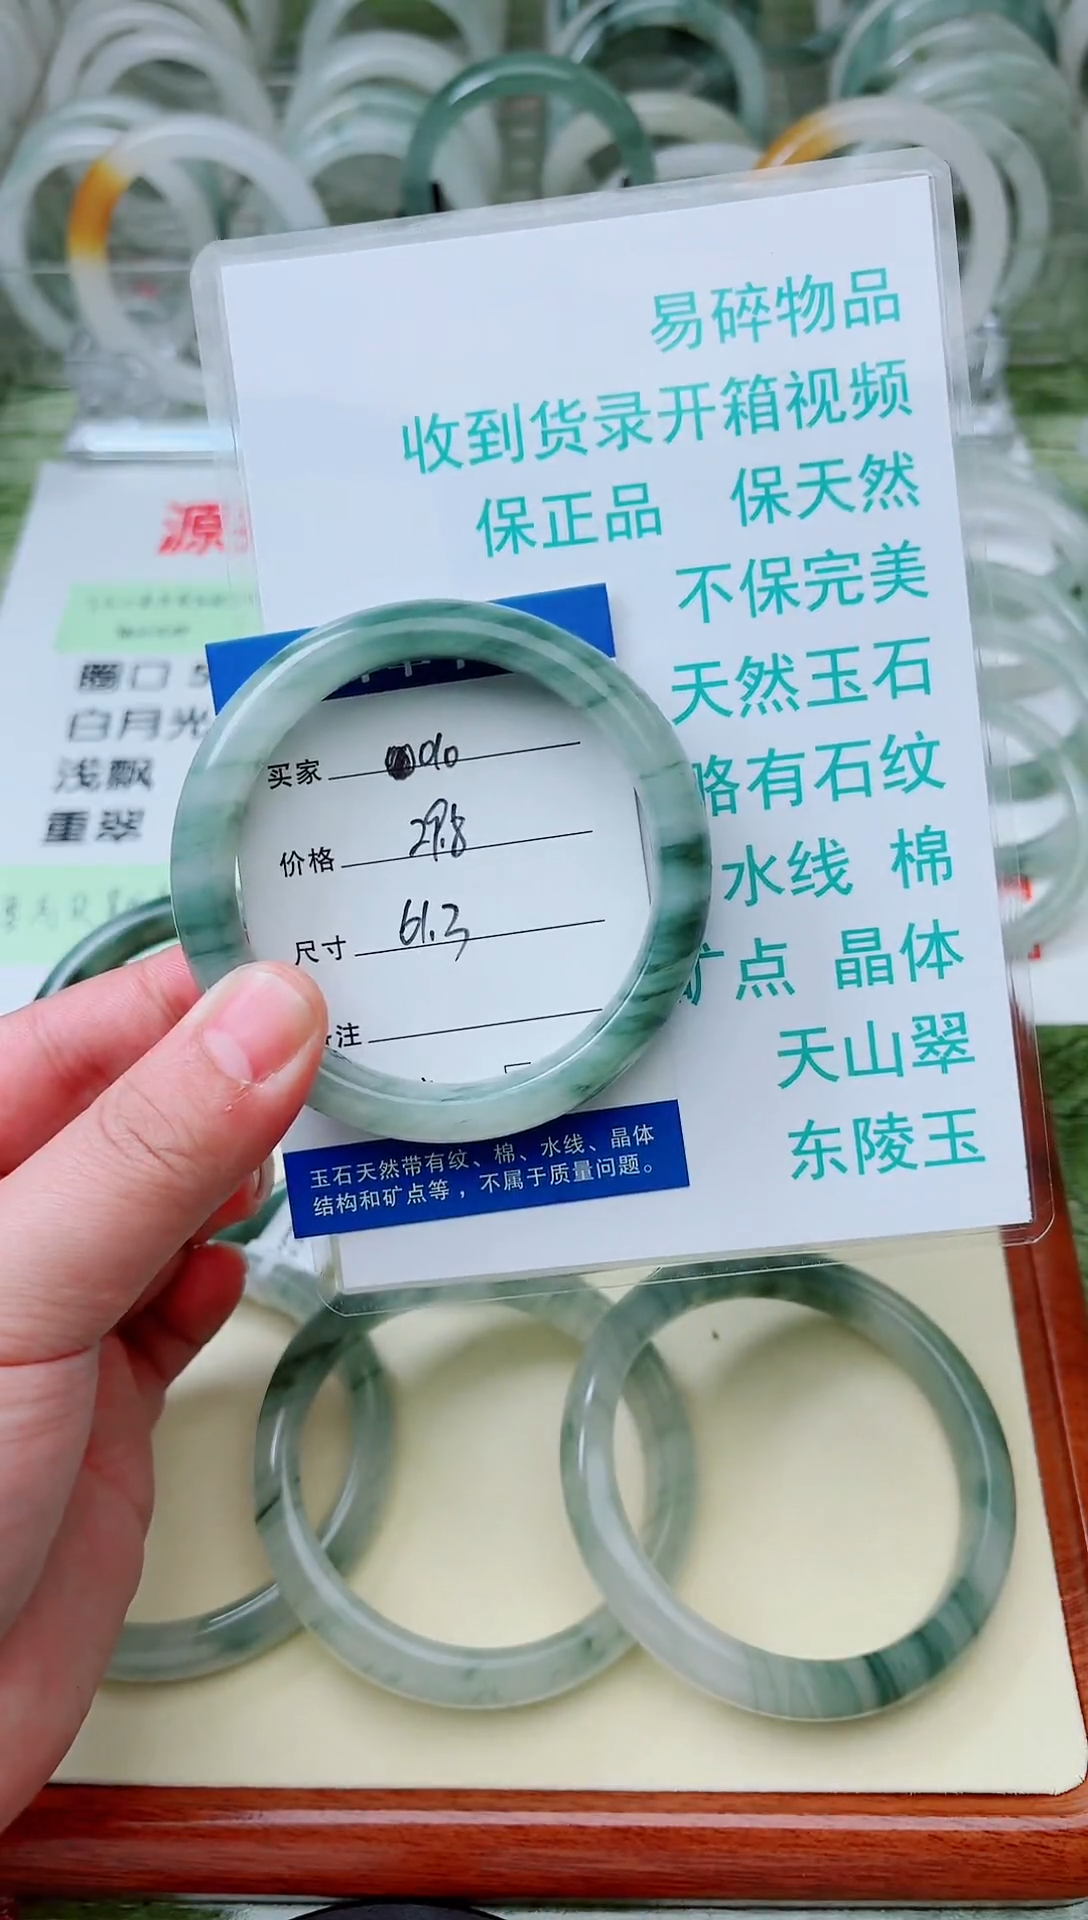 易碎物品
收到货录开箱视频
保正品 保天然
不保完美
天然玉石
略有石纹
水线 棉
矿点 晶体
天山翠
东陵玉
买家
价格 29.8
尺寸 61.3
注
玉石天然带有纹、棉、水线、晶体
结构和矿点等，不属于质量问题。
源
圈口 5
白月光
浅飘
重翠